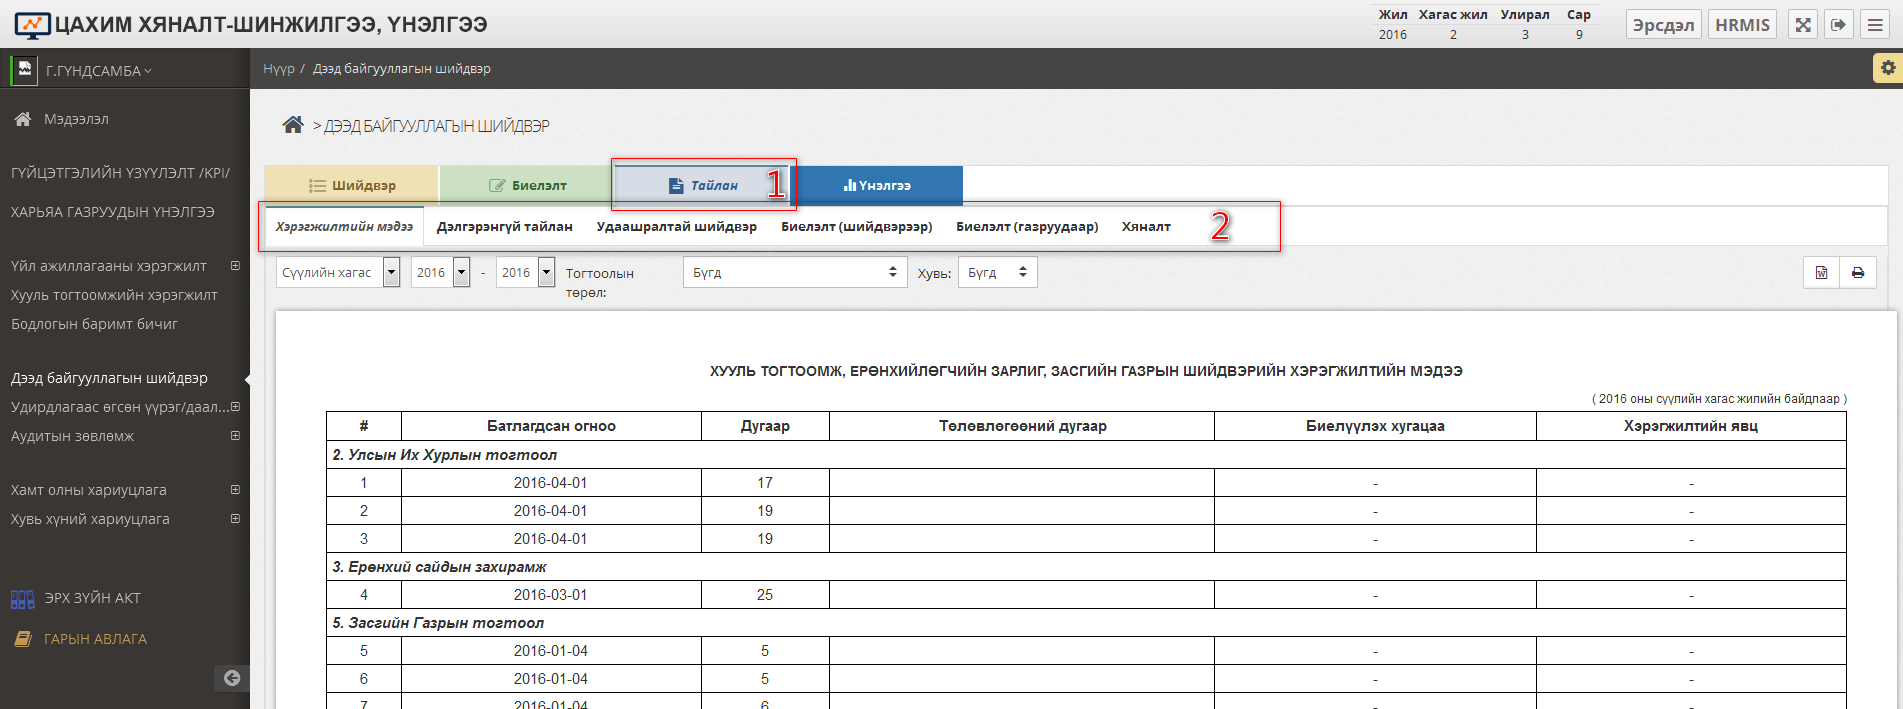 ЦАХИМ ХЯНАЛТ-ШИНЖИЛГЭЭ, ҮНЭЛГЭЭ
Жил Хагас жил Улирал Сар
2016 2 3 9
Эрсдэл HRMIS
Г.ГҮНДСАМБА
Нүүр / Дээд байгууллагын шийдвэр
Мэдээлэл
ГҮЙЦЭТГЭЛИЙН ҮЗҮҮЛЭЛТ /KPI/
ХАРЬЯА ГАЗРУУДЫН ҮНЭЛГЭЭ
Үйл ажиллагааны хэрэгжилт
Хууль тогтоомжийн хэрэгжилт
Бодлогын баримт бичиг
Дээд байгууллагын шийдвэр
Удирдлагаас өгсөн үүрэг/даал...
Аудитын зөвлөмж
Хамт олны хариуцлага
Хувь хүний хариуцлага
ЭРХ ЗҮЙН АКТ
ГАРЫН АВЛАГА
> ДЭЭД БАЙГУУЛЛАГЫН ШИЙДВЭР
Шийдвэр Биелэлт Тайлан 1 Үнэлгээ
Хэрэгжилтийн мэдээ Дэлгэрэнгүй тайлан Удаашралтай шийдвэр Биелэлт (шийдвэрээр) Биелэлт (газруудаар) Хяналт 2
Сүүлийн хагас 2016 - 2016 Тогтоолын төрөл: Бүгд Хувь: Бүгд
ХУУЛЬ ТОГТООМЖ, ЕРӨНХИЙЛӨГЧИЙН ЗАРЛИГ, ЗАСГИЙН ГАЗРЫН ШИЙДВЭРИЙН ХЭРЭГЖИЛТИЙН МЭДЭЭ
( 2016 оны сүүлийн хагас жилийн байдлаар )
# Батлагдсан огноо Дугаар Төлөвлөгөөний дугаар Биелүүлэх хугацаа Хэрэгжилтийн явц
2. Улсын Их Хурлын тогтоол
1 2016-04-01 17 - -
2 2016-04-01 19 - -
3 2016-04-01 19 - -
3. Ерөнхий сайдын захирамж
4 2016-03-01 25 - -
5. Засгийн Газрын тогтоол
5 2016-01-04 5 - -
6 2016-01-04 5 - -
7 2016-01-04 6 - -